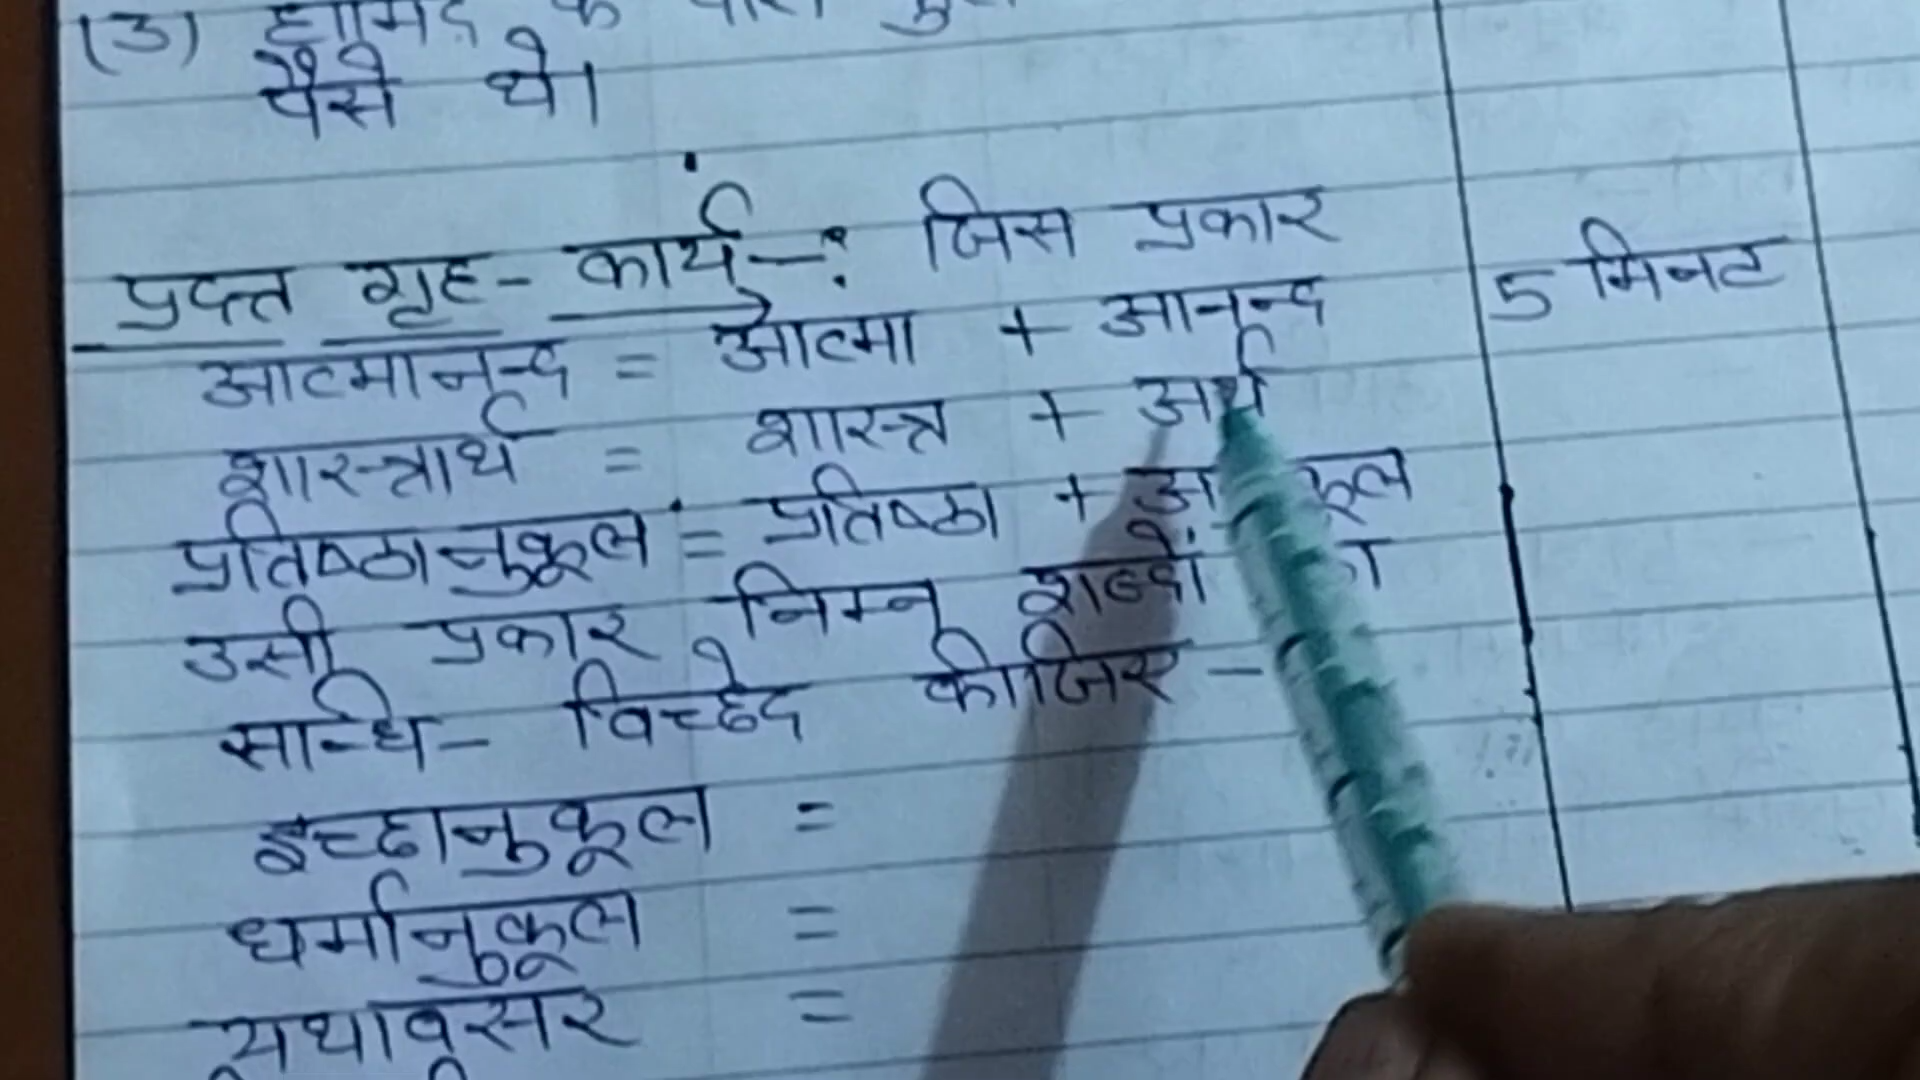 (3) हामिद के पास कुल
पैसे थे।
प्रदत्त गृह-कार्य-: जिस प्रकार
आत्मानन्द = आत्मा + आनन्द 5 मिनट
शास्त्रार्थ = शास्त्र + अर्थ
प्रतिष्ठानुकूल = प्रतिष्ठा +
उसी प्रकार निम्न शब्दों
सन्धि- विच्छेद कीजिए -
इच्छानुकूल =
धर्मानुकूल =
यथावसर =